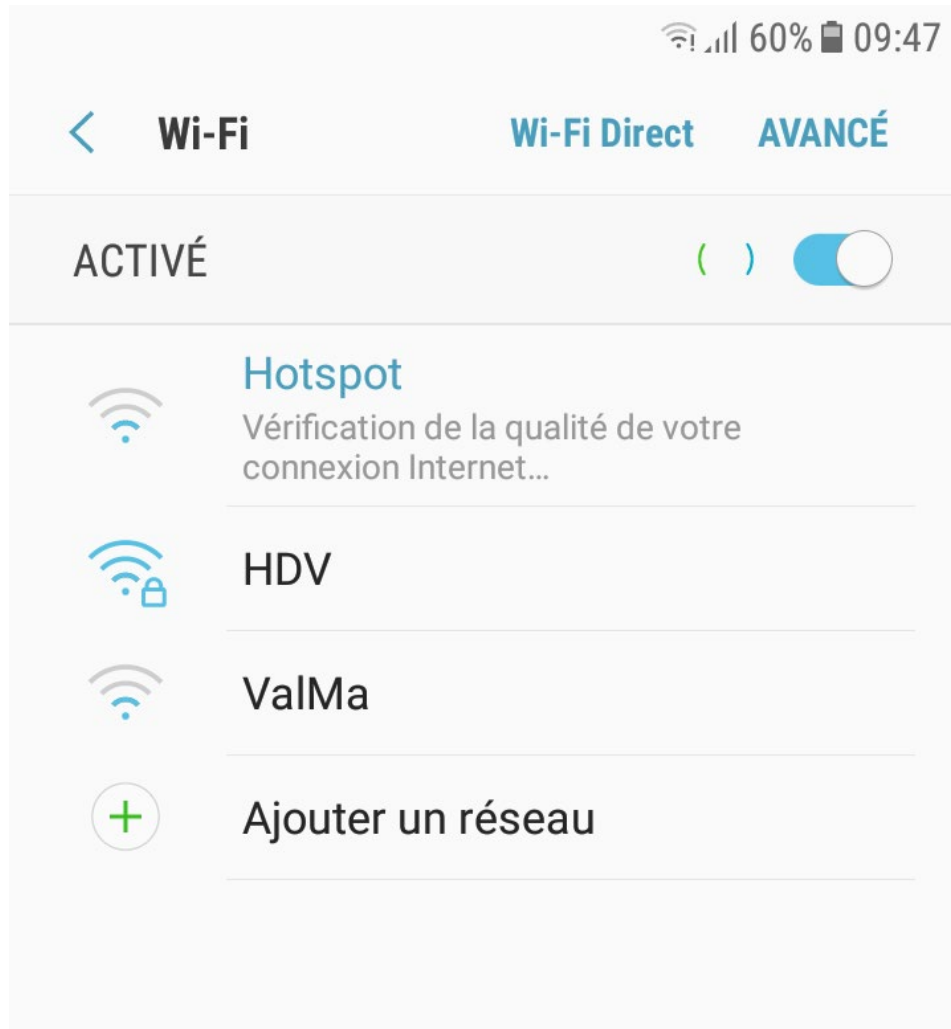 60% 09:47
Wi-Fi Wi-Fi Direct AVANCÉ
ACTIVÉ
Hotspot
Vérification de la qualité de votre
connexion Internet…
HDV
ValMa
Ajouter un réseau